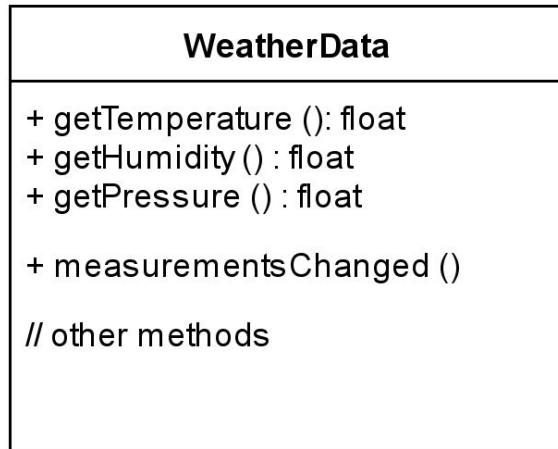 WeatherData
+ getTemperature (): float
+ getHumidity () : float
+ getPressure () : float
+ measurementsChanged ()
// other methods